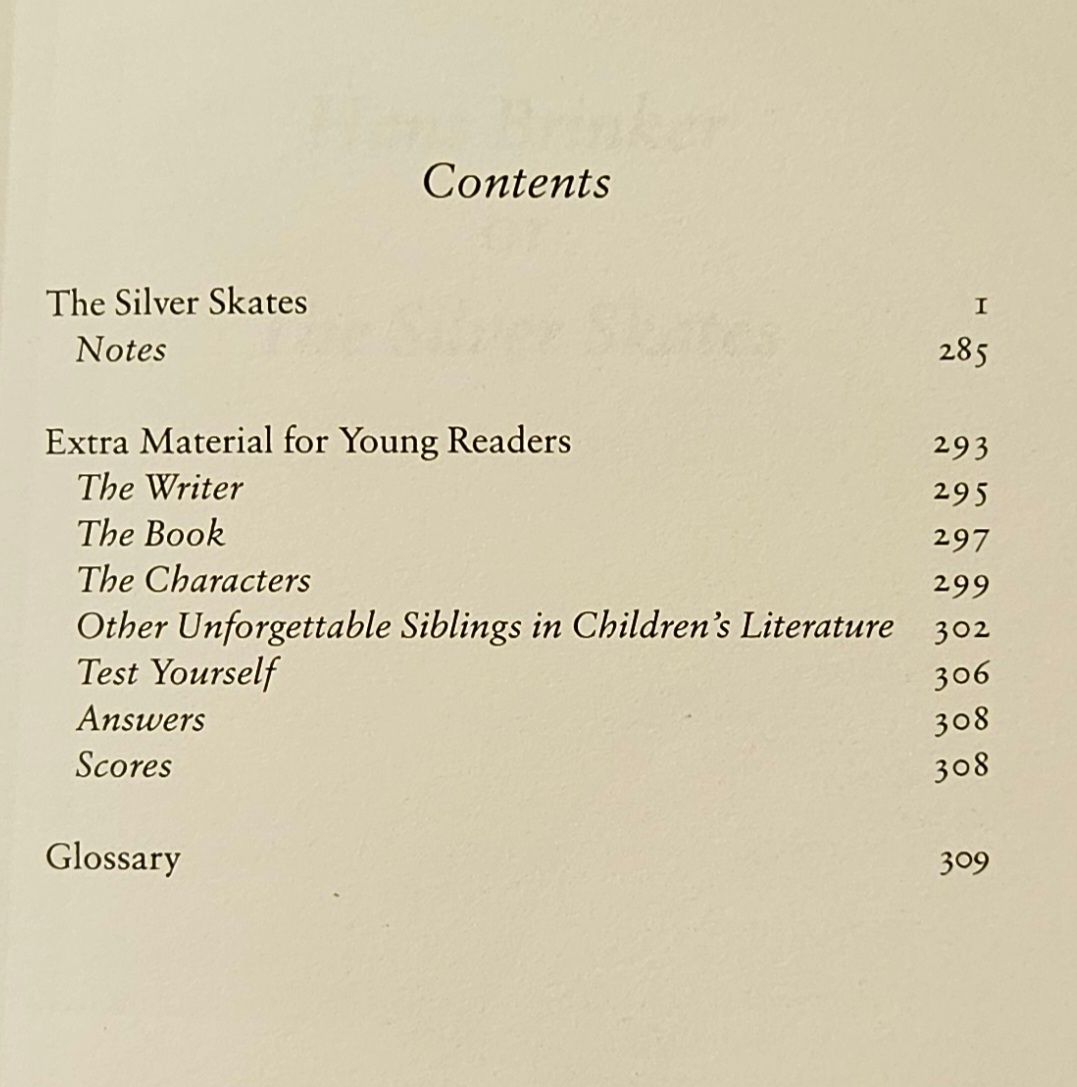 Contents
The Silver Skates 1
Notes 285
Extra Material for Young Readers 293
The Writer 295
The Book 297
The Characters 299
Other Unforgettable Siblings in Children’s Literature 302
Test Yourself 306
Answers 308
Scores 308
Glossary 309